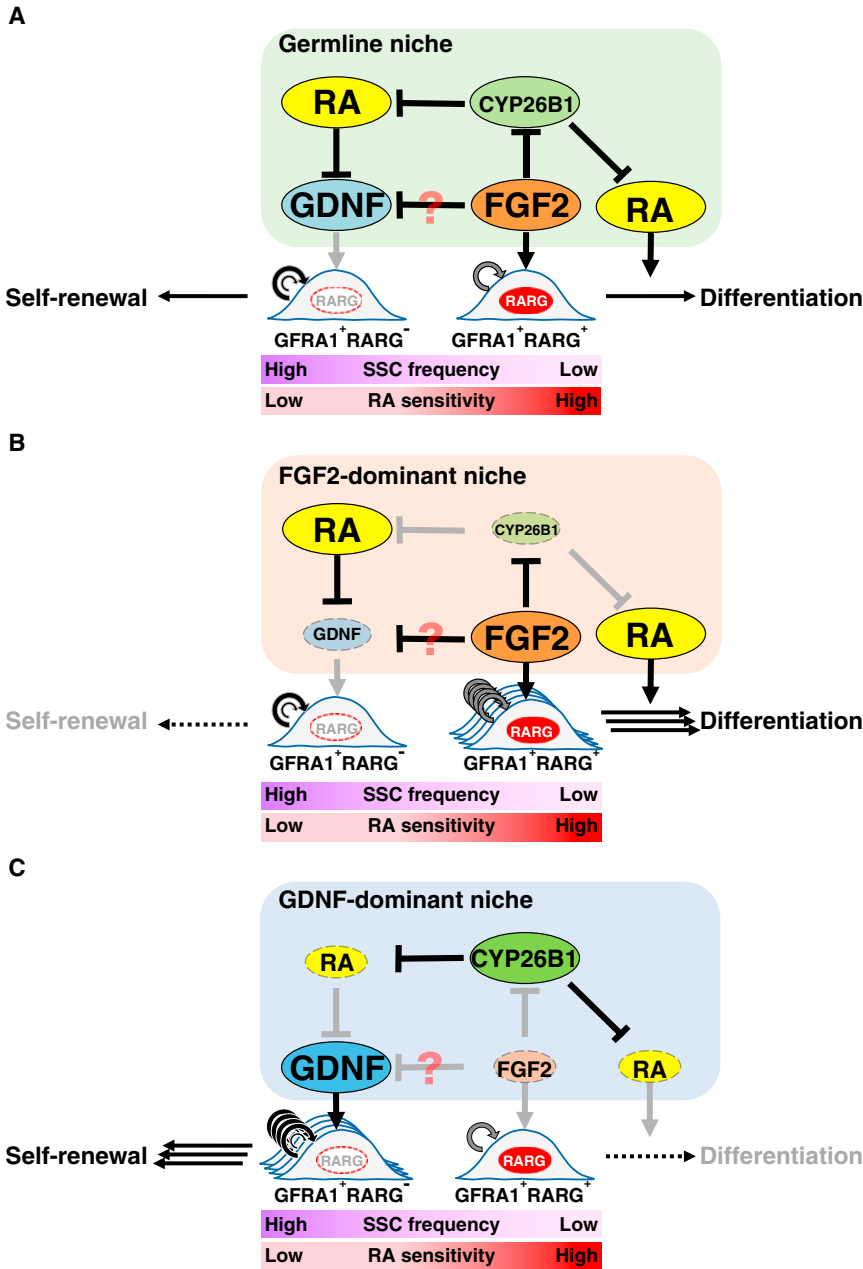 A
Germline niche
RA
CYP26B1
GDNF
?
FGF2
RA
Self-renewal
RARG
RARG
Differentiation
GFRA1+RARG-
GFRA1+RARG+
High SSC frequency Low
Low RA sensitivity High
B
FGF2-dominant niche
RA
CYP26B1
GDNF
?
FGF2
RA
Self-renewal
RARG
RARG
Differentiation
GFRA1+RARG-
GFRA1+RARG+
High SSC frequency Low
Low RA sensitivity High
C
GDNF-dominant niche
RA
CYP26B1
GDNF
?
FGF2
RA
Self-renewal
RARG
RARG
Differentiation
GFRA1+RARG-
GFRA1+RARG+
High SSC frequency Low
Low RA sensitivity High